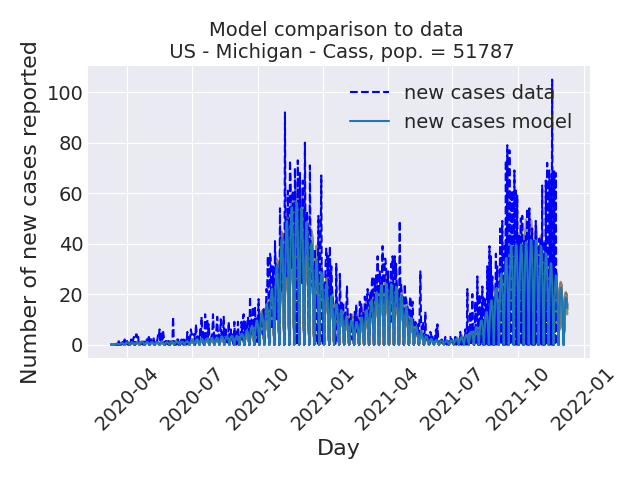 Model comparison to data
US - Michigan - Cass, pop. = 51787
new cases data
new cases model
Number of new cases reported
100
80
60
40
20
0
2020-04
2020-07
2020-10
2021-01
2021-04
2021-07
2021-10
2022-01
Day